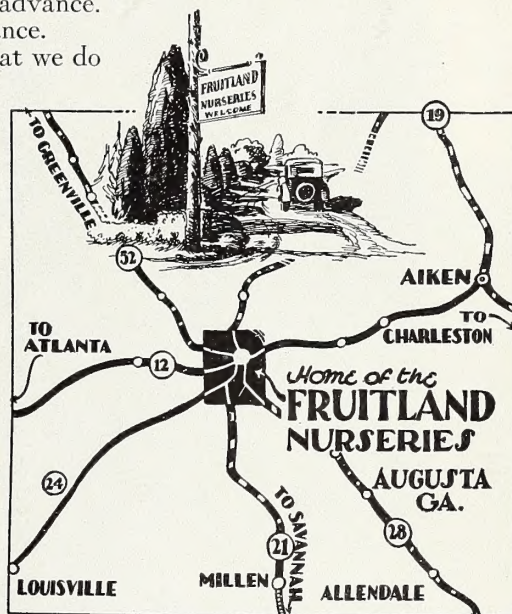 advance.
ance.
at we do
FRUITLAND
NURSERIES
WELCOME
19
TO GREENVILLE
52
AIKEN
TO
CHARLESTON
TO
ATLANTA
12
Home of the
FRUITLAND
NURSERIES
AUGUSTA
GA.
24
TO SAVANNAH
21
28
LOUISVILLE
MILLEN
ALLENDALE